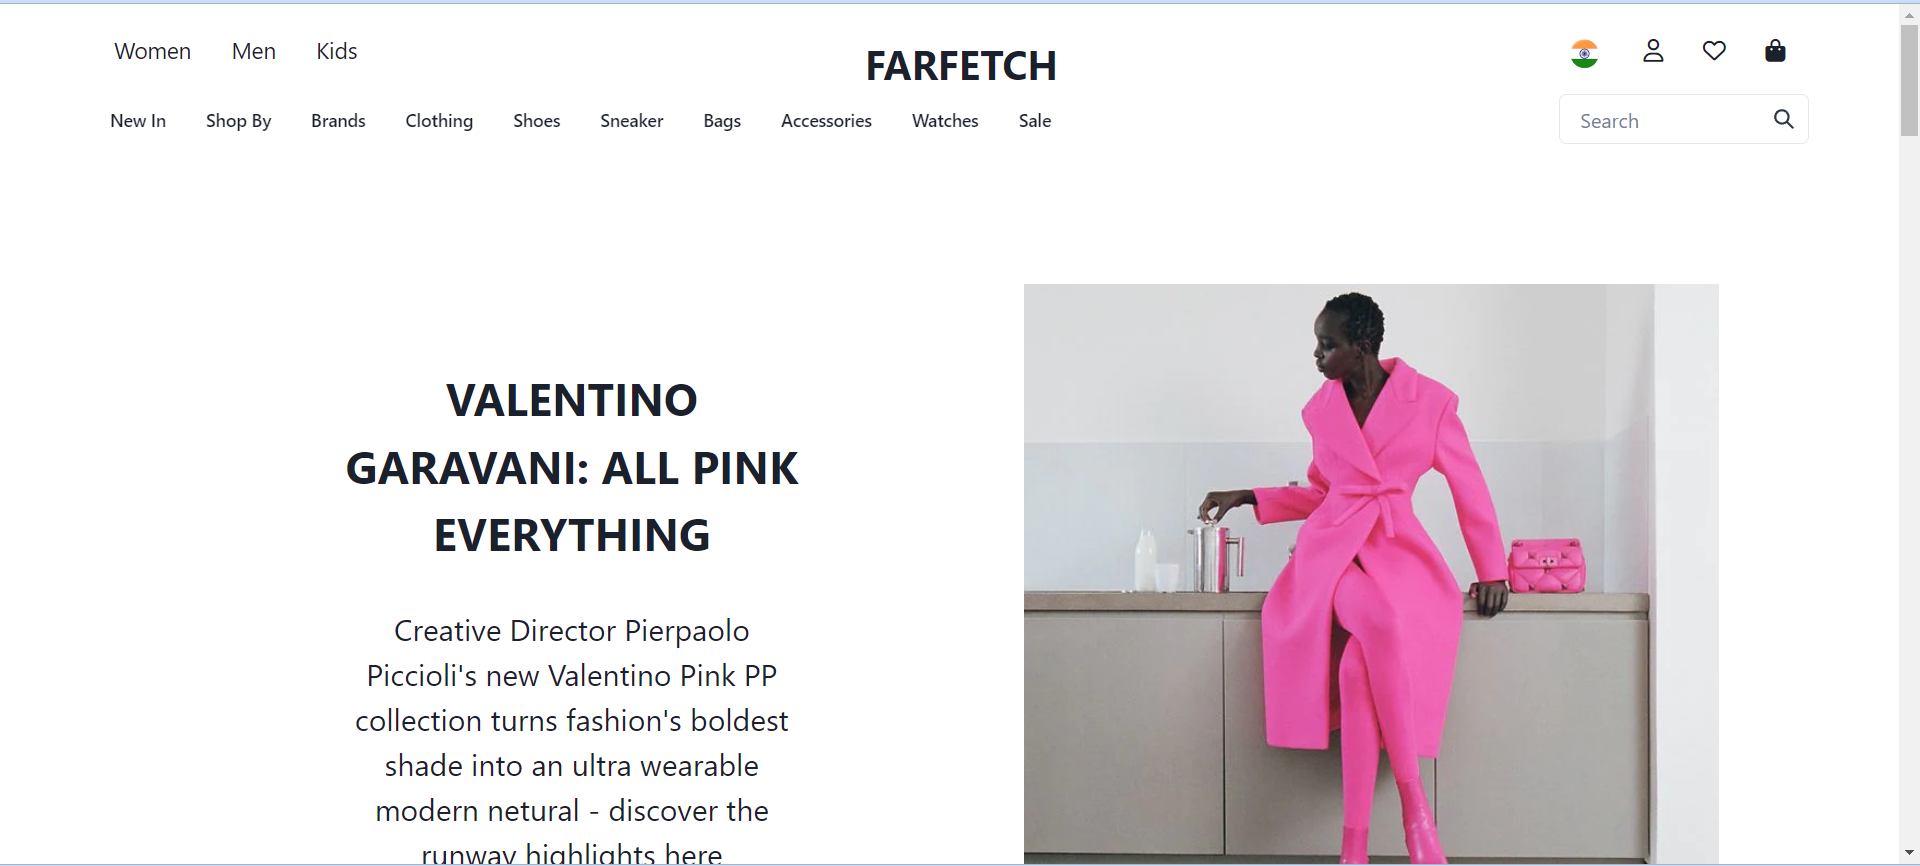 Women Men Kids
FARFETCH
New In Shop By Brands Clothing Shoes Sneaker Bags Accessories Watches Sale
Search
VALENTINO
GARAVANI: ALL PINK
EVERYTHING
Creative Director Pierpaolo
Piccioli's new Valentino Pink PP
collection turns fashion's boldest
shade into an ultra wearable
modern netural - discover the
runway highlights here